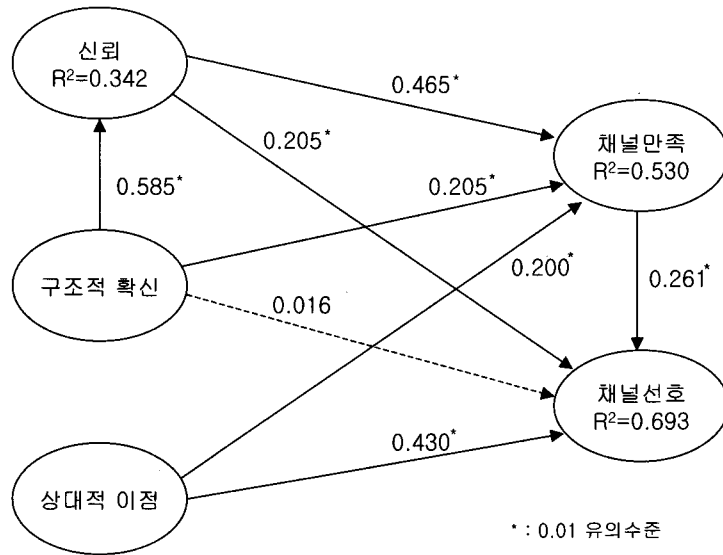 신뢰
R²=0.342
0.465*
채널만족
R²=0.530
0.205*
0.585*
0.205*
구조적 확신
0.200*
0.261*
0.016
채널선호
R²=0.693
0.430*
상대적 이점
* : 0.01 유의수준